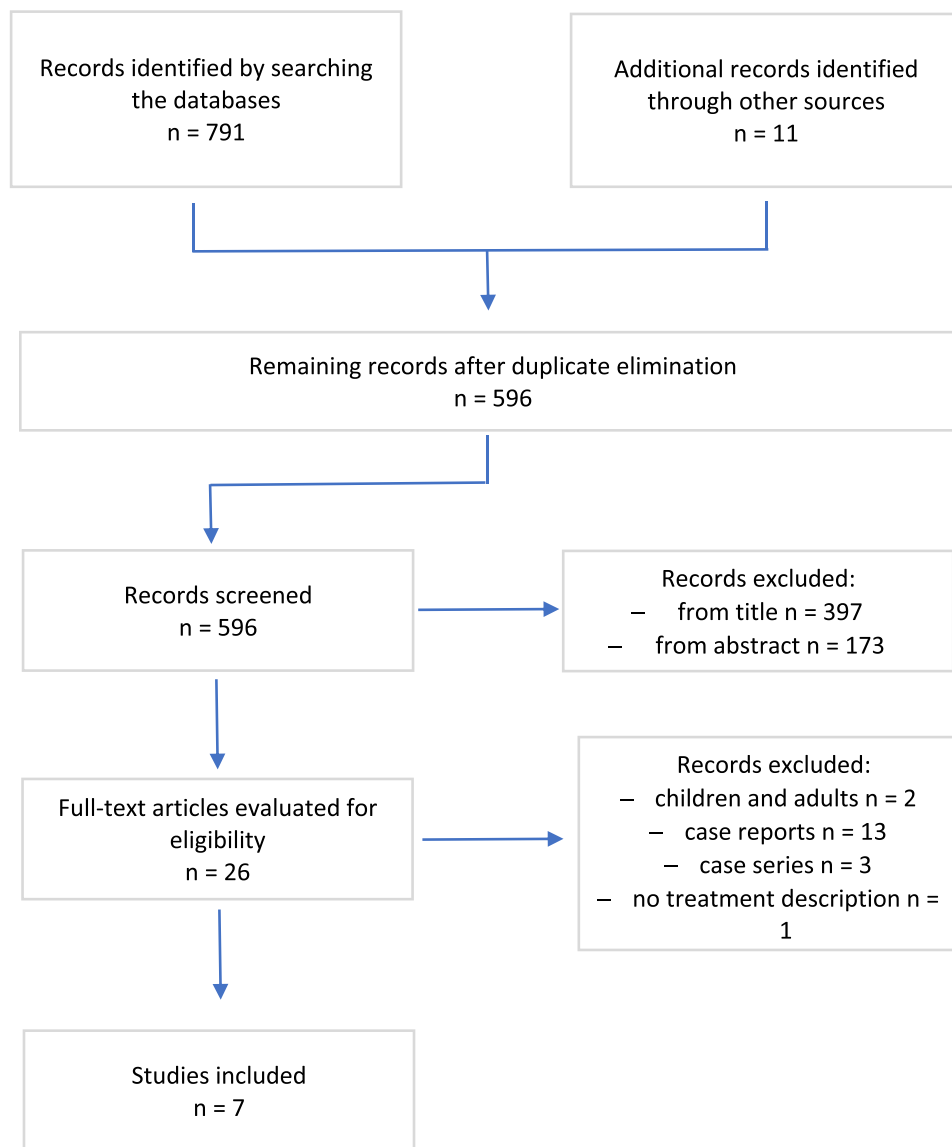 Records identified by searching
the databases
n = 791
Additional records identified
through other sources
n = 11
Remaining records after duplicate elimination
n = 596
Records screened
n = 596
Records excluded:
– from title n = 397
– from abstract n = 173
Full-text articles evaluated for
eligibility
n = 26
Records excluded:
– children and adults n = 2
– case reports n = 13
– case series n = 3
– no treatment description n =
1
Studies included
n = 7